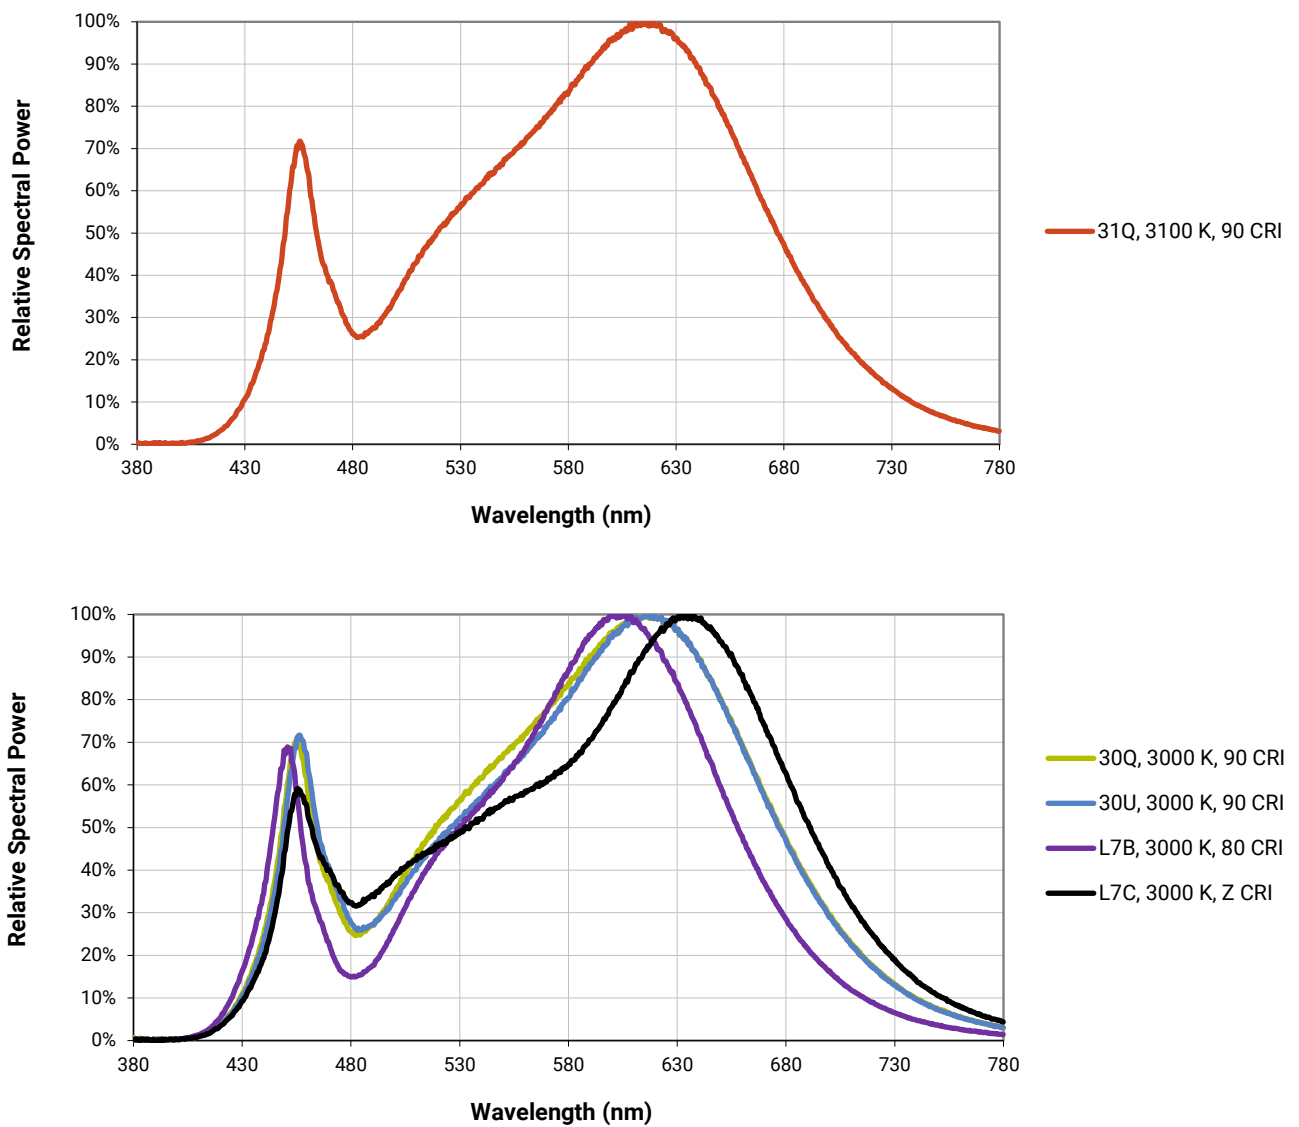 Relative Spectral Power
100%
90%
80%
70%
60%
50%
40%
30%
20%
10%
0%
380 430 480 530 580 630 680 730 780
Wavelength (nm)
31Q, 3100 K, 90 CRI
Relative Spectral Power
100%
90%
80%
70%
60%
50%
40%
30%
20%
10%
0%
380 430 480 530 580 630 680 730 780
Wavelength (nm)
30Q, 3000 K, 90 CRI
30U, 3000 K, 90 CRI
L7B, 3000 K, 80 CRI
L7C, 3000 K, Z CRI